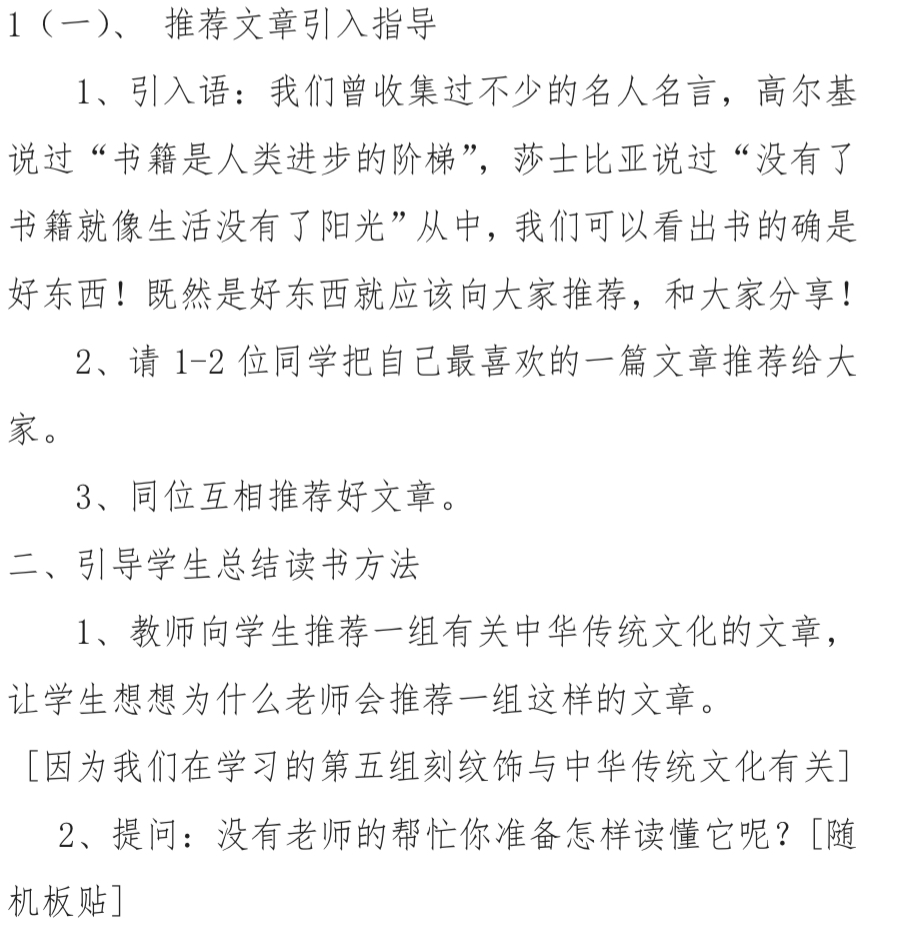 1（一）、 推荐文章引入指导
1、引入语：我们曾收集过不少的名人名言，高尔基
说过“书籍是人类进步的阶梯”，莎士比亚说过“没有了
书籍就像生活没有了阳光”从中，我们可以看出书的确是
好东西！既然是好东西就应该向大家推荐，和大家分享！
2、请 1-2 位同学把自己最喜欢的一篇文章推荐给大
家。
3、同位互相推荐好文章。
二、引导学生总结读书方法
1、教师向学生推荐一组有关中华传统文化的文章，
让学生想想为什么老师会推荐一组这样的文章。
[因为我们在学习的第五组刻纹饰与中华传统文化有关]
2、提问：没有老师的帮忙你准备怎样读懂它呢？[随
机板贴]